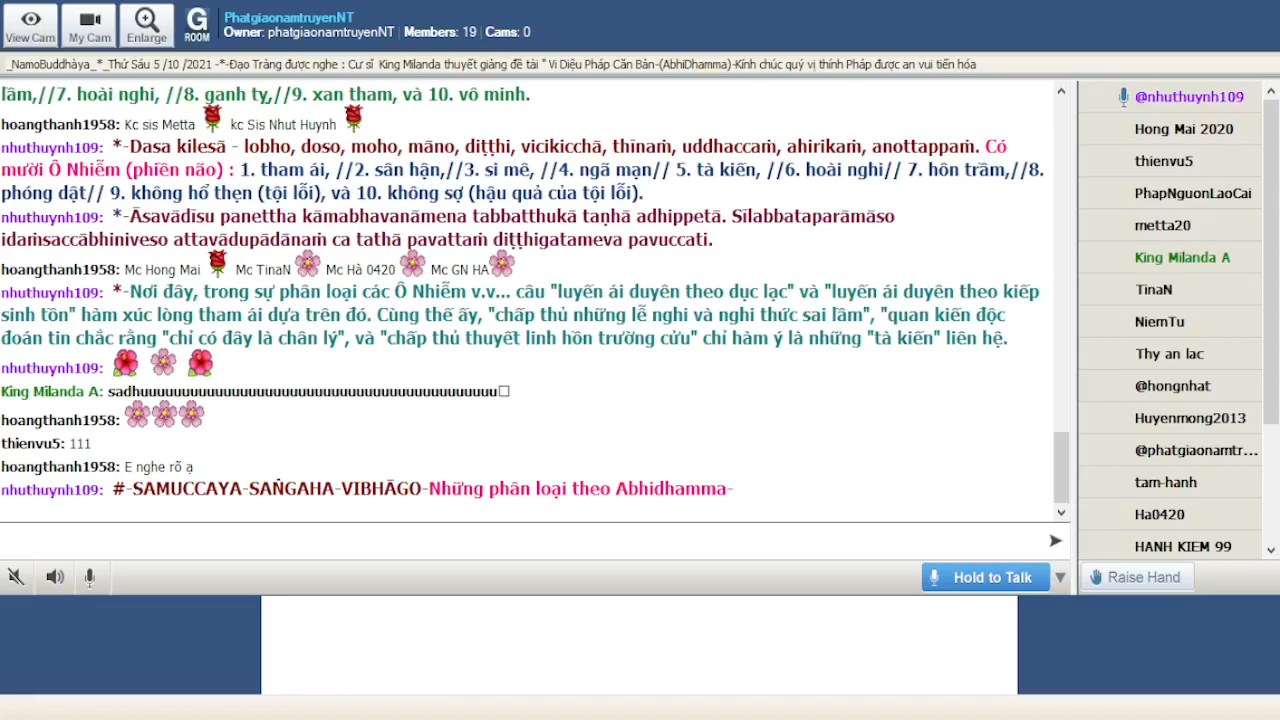 View Cam
My Cam
Enlarge
G
ROOM
PhatgiaonamtruyenNT
Owner: phatgiaonamtruyenNT | Members: 19 | Cams: 0
_NamoBuddhàya_*_Thứ Sáu 5 /10 /2021 -*-Đạo Tràng được nghe : Cư sĩ King Milanda thuyết giảng đề tài " Vi Diệu Pháp Căn Bản-(AbhiDhamma)-Kính chúc quý vị thính Pháp được an vui tiến hóa
lầm,//7. hoài nghi, //8. ganh tỵ,//9. xan tham, và 10. vô minh.
hoangthanh1958: Kc sis Metta kc Sis Nhut Huynh
nhuthuynh109: *-Dasa kilesā - lobho, doso, moho, māno, diṭṭhi, vicikicchā, thīnaṁ, uddhaccaṁ, ahirikaṁ, anottappaṁ. Có
mười Ô Nhiễm (phiền não) : 1. tham ái, //2. sân hận,//3. si mê, //4. ngã mạn// 5. tà kiến, //6. hoài nghi// 7. hôn trầm,//8.
phóng dật// 9. không hổ thẹn (tội lỗi), và 10. không sợ (hậu quả của tội lỗi).
nhuthuynh109: *-Āsavādīsu panettha kāmabhavanāmena tabbatthukā taṇhā adhippetā. Sīlabbataparāmāso
idaṁsaccābhiniveso attavādupādānaṁ ca tathā pavattaṁ diṭṭhigatameva pavuccati.
hoangthanh1958: Mc Hong Mai Mc TinaN Mc Hà 0420 Mc GN HA
nhuthuynh109: *-Nơi đây, trong sự phân loại các Ô Nhiễm v.v... câu "luyến ái duyên theo dục lạc" và "luyến ái duyên theo kiếp
sinh tồn" hàm xúc lòng tham ái dựa trên đó. Cùng thế ấy, "chấp thủ những lễ nghi và nghi thức sai lầm", "quan kiến độc
đoán tin chắc rằng "chỉ có đây là chân lý", và "chấp thủ thuyết linh hồn trường cửu" chỉ hàm ý là những "tà kiến" liên hệ.
nhuthuynh109:
King Milanda A: sadhuuuuuuuuuuuuuuuuuuuuuuuuuuuuuuuuuuuuuuuuuuu
hoangthanh1958:
thienvu5: 111
hoangthanh1958: E nghe rõ ạ
nhuthuynh109: #-SAMUCCAYA-SAṄGAHA-VIBHĀGO-Những phân loại theo Abhidhamma-
Hold to Talk
@nhuthuynh109
Hong Mai 2020
thienvu5
PhapNguonLaoCai
metta20
King Milanda A
TinaN
NiemTu
Thy an lac
@hongnhat
Huyenmong2013
@phatgiaonamtr...
tam-hanh
Ha0420
HANH KIEM 99
Raise Hand